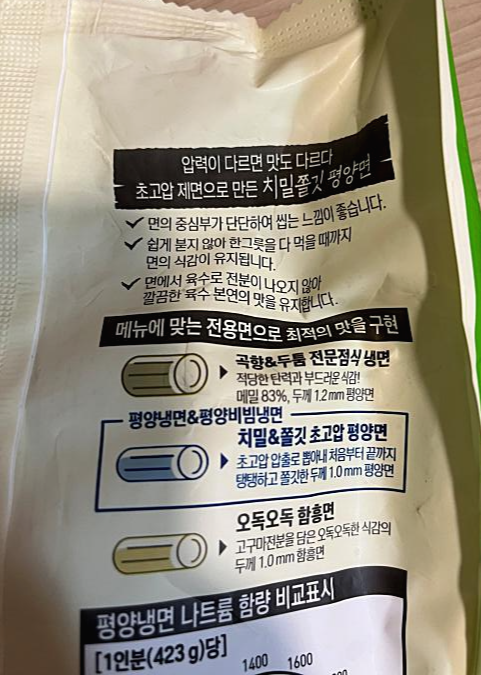 압력이 다르면 맛도 다르다
초고압 제면으로 만든 치밀쫄깃 평양면
면의 중심부가 단단하여 씹는 느낌이 좋습니다.
쉽게 붇지 않아 한그릇을 다 먹을 때까지
면의 식감이 유지됩니다.
면에서 육수로 전분이 나오지 않아
깔끔한 육수 본연의 맛을 유지합니다.
메뉴에 맞는 전용면으로 최적의 맛을 구현
곡향&두툼 전문점식 냉면
적당한 탄력과 부드러운 식감!
메밀 83%, 두께 1.2 mm 평양면
평양냉면&평양비빔냉면
치밀&쫄깃 초고압 평양면
초고압 압출로 뽑아내 처음부터 끝까지
탱탱하고 쫄깃한 두께 1.0 mm 평양면
오독오독 함흥면
고구마전분을 담은 오독오독한 식감의
두께 1.0 mm 함흥면
평양냉면 나트륨 함량 비교표시
[1인분(423 g)당]
1400 1600